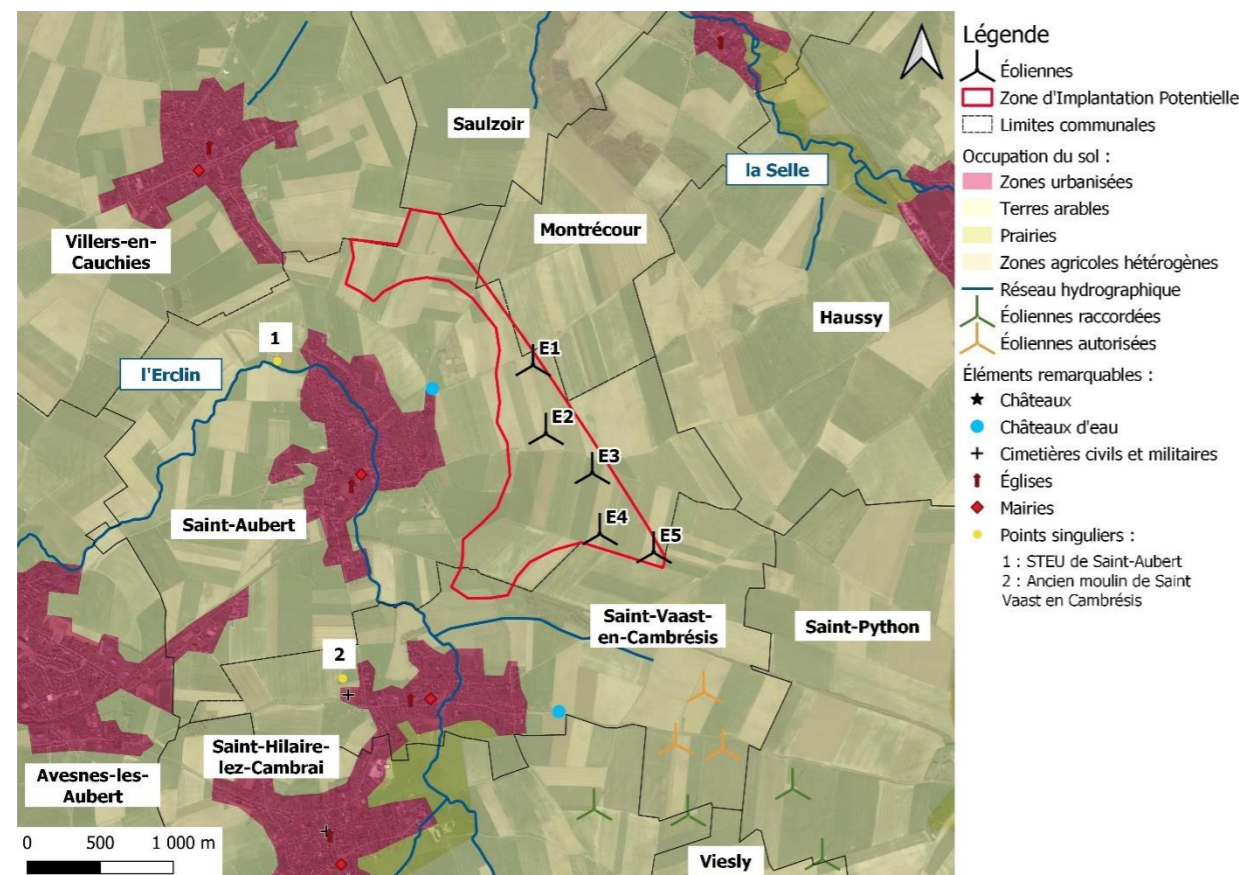 Saulzoir
la Selle
Montrécour
Villers-en-
Cauchies
Haussy
1
E1
l'Erclin
E2
E3
Saint-Aubert
E4
E5
Saint-Vaast-
en-Cambrésis
Saint-Python
2
Saint-Hilaire-
lez-Cambrai
Avesnes-les-
Aubert
Viesly
0 500 1 000 m
Légende
Éoliennes
Zone d'Implantation Potentielle
Limites communales
Occupation du sol :
Zones urbanisées
Terres arables
Prairies
Zones agricoles hétérogènes
Réseau hydrographique
Éoliennes raccordées
Éoliennes autorisées
Éléments remarquables :
Châteaux
Châteaux d'eau
Cimetières civils et militaires
Églises
Mairies
Points singuliers :
1 : STEU de Saint-Aubert
2 : Ancien moulin de Saint
Vaast en Cambrésis